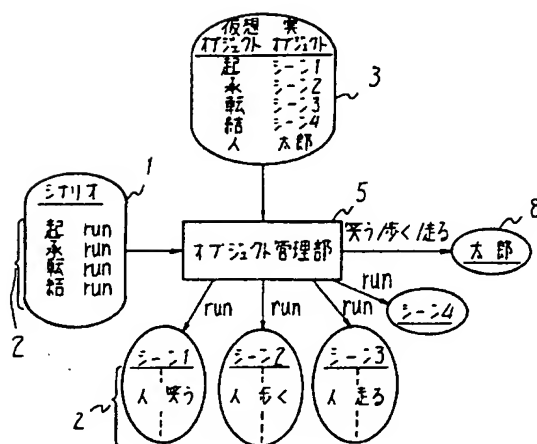 仮想 実
オブジェクト オブジェクト
起 シーン1
承 シーン2
転 シーン3
結 シーン4
人 太郎
3
1
シナリオ
起 run
承 run
転 run
結 run
2
5
オブジェクト管理部
笑う/歩く/走る
8
太郎
run
シーン4
run
run
run
シーン1
人 笑う
シーン2
人 歩く
シーン3
人 走る
2